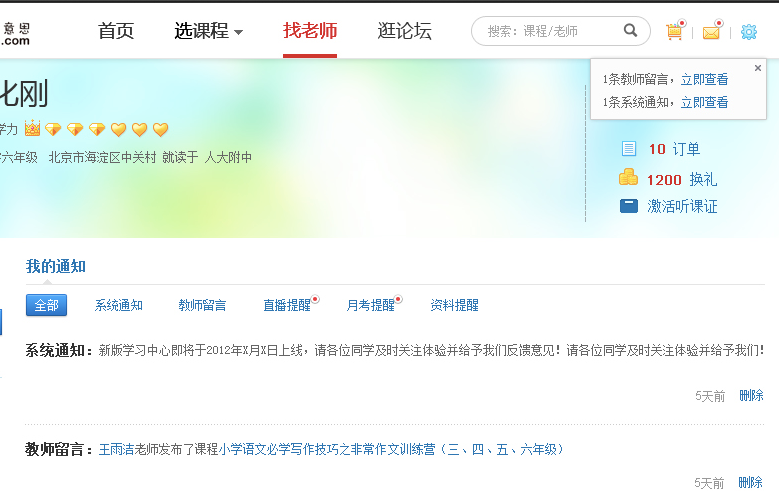 意思
.com
首页 选课程 找老师 逛论坛 搜索: 课程/老师
1条教师留言，立即查看
1条系统通知，立即查看
刚
学力
六年级 北京市海淀区中关村 就读于 人大附中
10 订单
1200 换礼
激活听课证
我的通知
全部 系统通知 教师留言 直播提醒 月考提醒 资料提醒
系统通知：新版学习中心即将于2012年X月X日上线，请各位同学及时关注体验并给予我们反馈意见！请各位同学及时关注体验并给予我们！
5天前 删除
教师留言：王雨洁老师发布了课程小学语文必学写作技巧之非常作文训练营（三、四、五、六年级）
5天前 删除